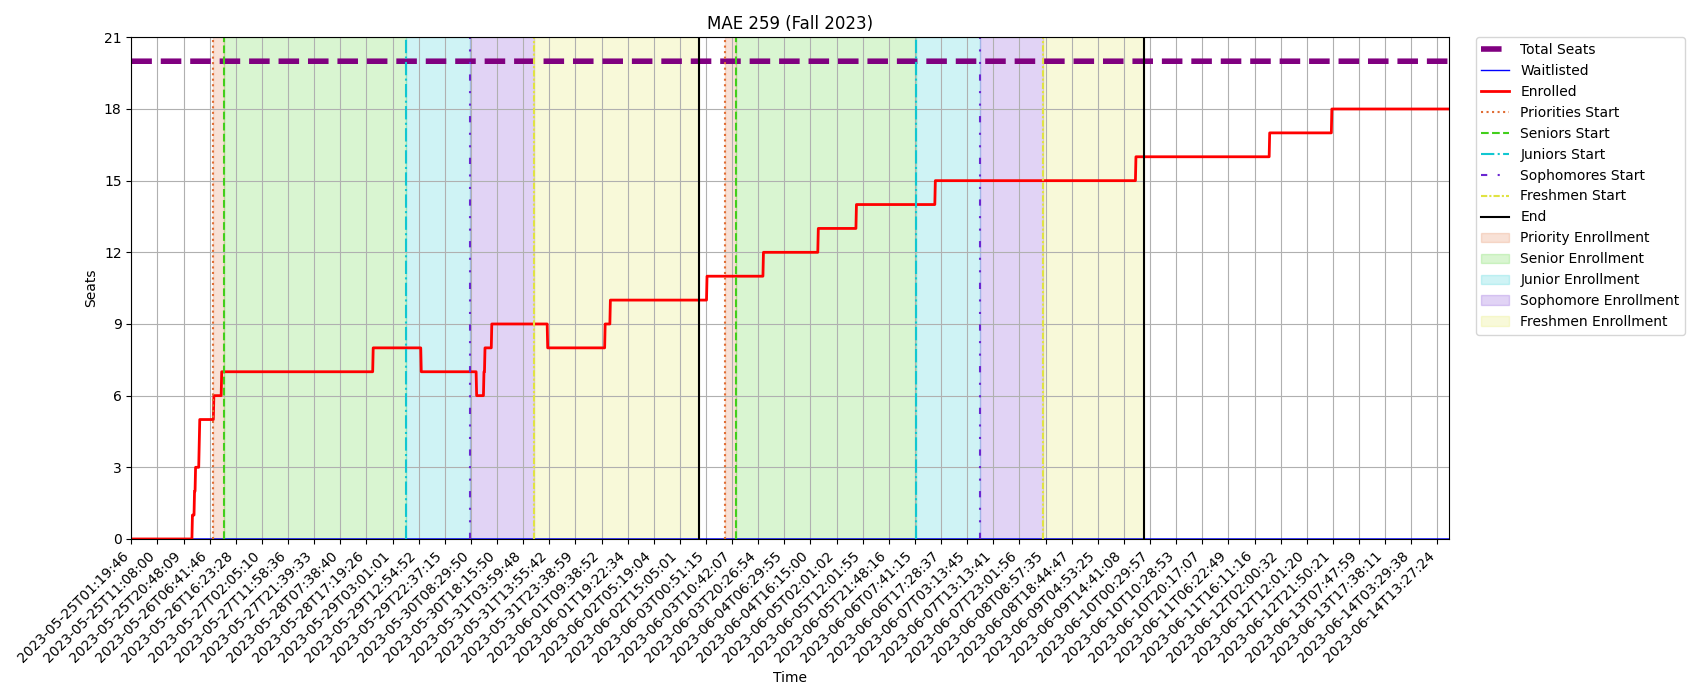 MAE 259 (Fall 2023)
Seats
21
18
15
12
9
6
3
0
2023-05-25T01:19:46
2023-05-25T11:08:00
2023-05-25T20:48:09
2023-05-26T06:41:46
2023-05-26T16:23:28
2023-05-27T02:05:10
2023-05-27T11:58:36
2023-05-27T21:39:33
2023-05-28T07:38:40
2023-05-28T17:19:26
2023-05-29T03:01:01
2023-05-29T12:54:52
2023-05-29T22:37:15
2023-05-30T08:29:50
2023-05-30T18:15:50
2023-05-31T03:59:48
2023-05-31T13:55:42
2023-05-31T23:38:59
2023-06-01T09:38:52
2023-06-01T19:22:34
2023-06-02T05:19:04
2023-06-02T15:05:01
2023-06-03T00:51:15
2023-06-03T10:42:07
2023-06-03T20:26:54
2023-06-04T06:29:55
2023-06-04T16:15:00
2023-06-05T02:01:02
2023-06-05T12:01:55
2023-06-05T21:48:16
2023-06-06T07:41:15
2023-06-06T17:28:37
2023-06-07T03:13:45
2023-06-07T13:13:41
2023-06-07T23:01:56
2023-06-08T08:57:35
2023-06-08T18:44:47
2023-06-09T04:53:25
2023-06-09T14:41:08
2023-06-10T00:29:57
2023-06-10T10:28:53
2023-06-10T20:17:07
2023-06-11T06:22:49
2023-06-11T16:11:16
2023-06-12T02:00:32
2023-06-12T12:01:20
2023-06-12T21:50:21
2023-06-13T07:47:59
2023-06-13T17:38:11
2023-06-14T03:29:38
2023-06-14T13:27:24
Time
Total Seats
Waitlisted
Enrolled
Priorities Start
Seniors Start
Juniors Start
Sophomores Start
Freshmen Start
End
Priority Enrollment
Senior Enrollment
Junior Enrollment
Sophomore Enrollment
Freshmen Enrollment